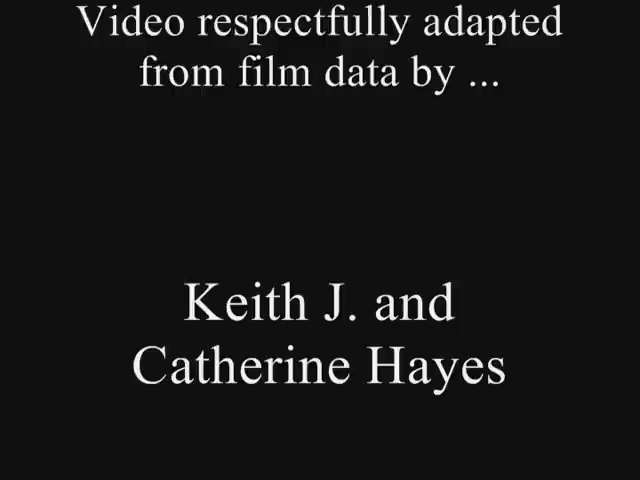 Video respectfully adapted
from film data by ...
Keith J. and
Catherine Hayes